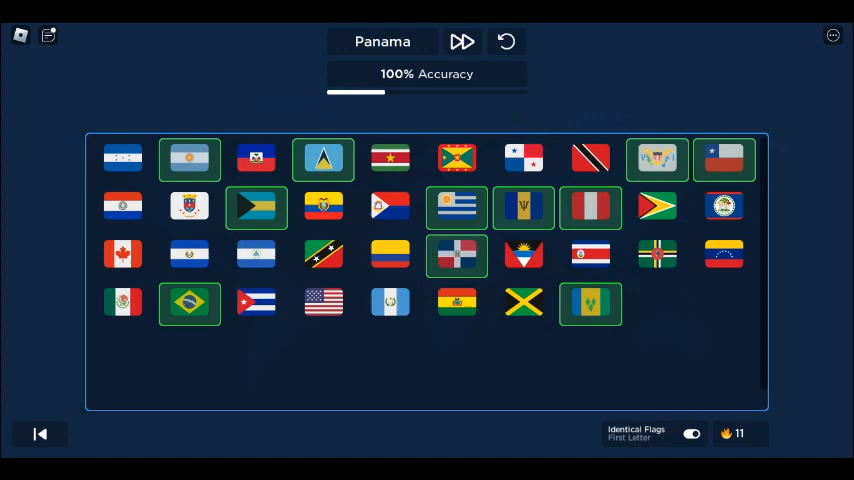 Panama
100% Accuracy
Identical Flags
First Letter
11